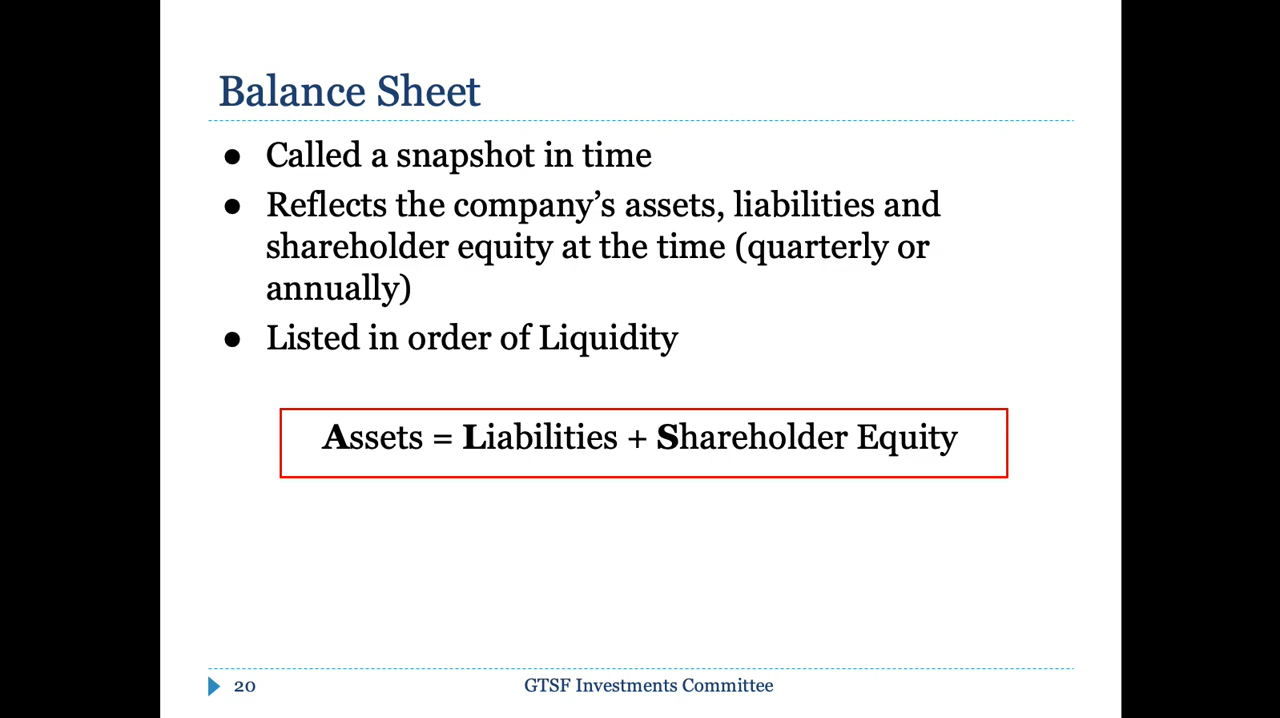 Balance Sheet
● Called a snapshot in time
● Reflects the company’s assets, liabilities and
shareholder equity at the time (quarterly or
annually)
● Listed in order of Liquidity
Assets = Liabilities + Shareholder Equity
20
GTSF Investments Committee